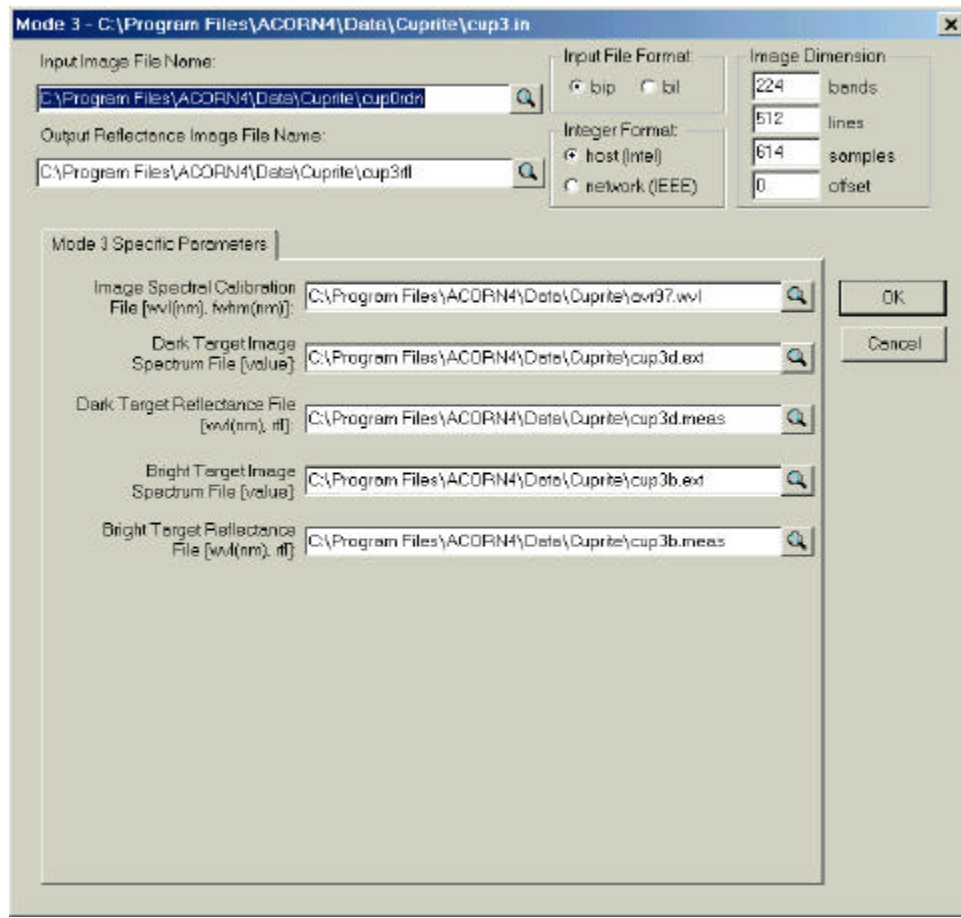 Mode 3 - C:\Program Files\ACORN4\Data\Cuprite\cup3.in
Input Image File Name:
C:\Program Files\ACORN4\Data\Cuprite\cup0rdn
Output Reflectance Image File Name:
C:\Program Files\ACORN4\Data\Cuprite\cup3rfl
Input File Format:
bip bil
Integer Format:
host (Intel)
network (IEEE)
Image Dimension
224 bands
512 lines
614 samples
0 offset
Mode 3 Specific Parameters
Image Spectral Calibration
File [wvl(nm), fwhm(nm)]:
C:\Program Files\ACORN4\Data\Cuprite\avr97.wvl
Dark Target Image
Spectrum File [value]:
C:\Program Files\ACORN4\Data\Cuprite\cup3d.ext
Dark Target Reflectance File
[wvl(nm), rfl]:
C:\Program Files\ACORN4\Data\Cuprite\cup3d.meas
Bright Target Image
Spectrum File [value]:
C:\Program Files\ACORN4\Data\Cuprite\cup3b.ext
Bright Target Reflectance
File [wvl(nm), rfl]:
C:\Program Files\ACORN4\Data\Cuprite\cup3b.meas
OK
Cancel